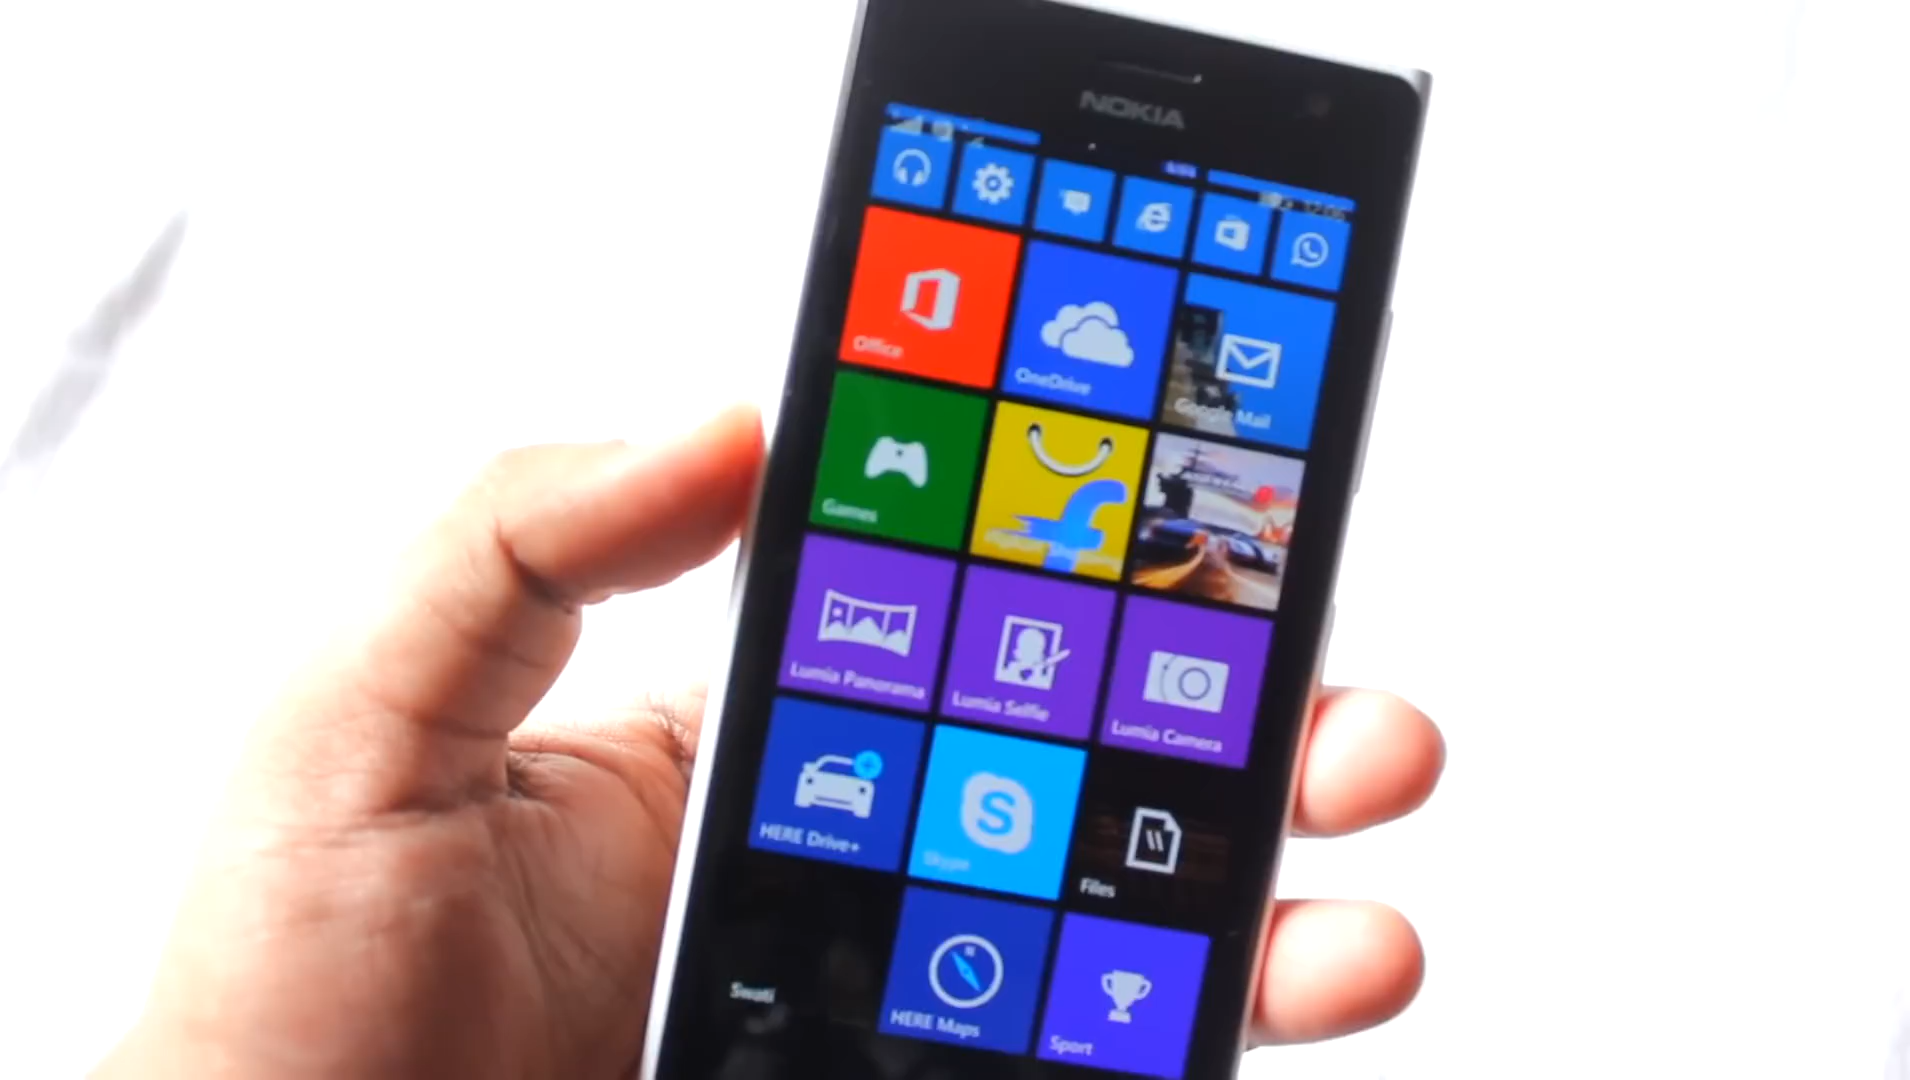 NOKIA
Office
OneDrive
Google Mail
Games
Lumia Panorama
Lumia Selfie
Lumia Camera
HERE Drive+
Skype
Files
Swati
HERE Maps
Sport